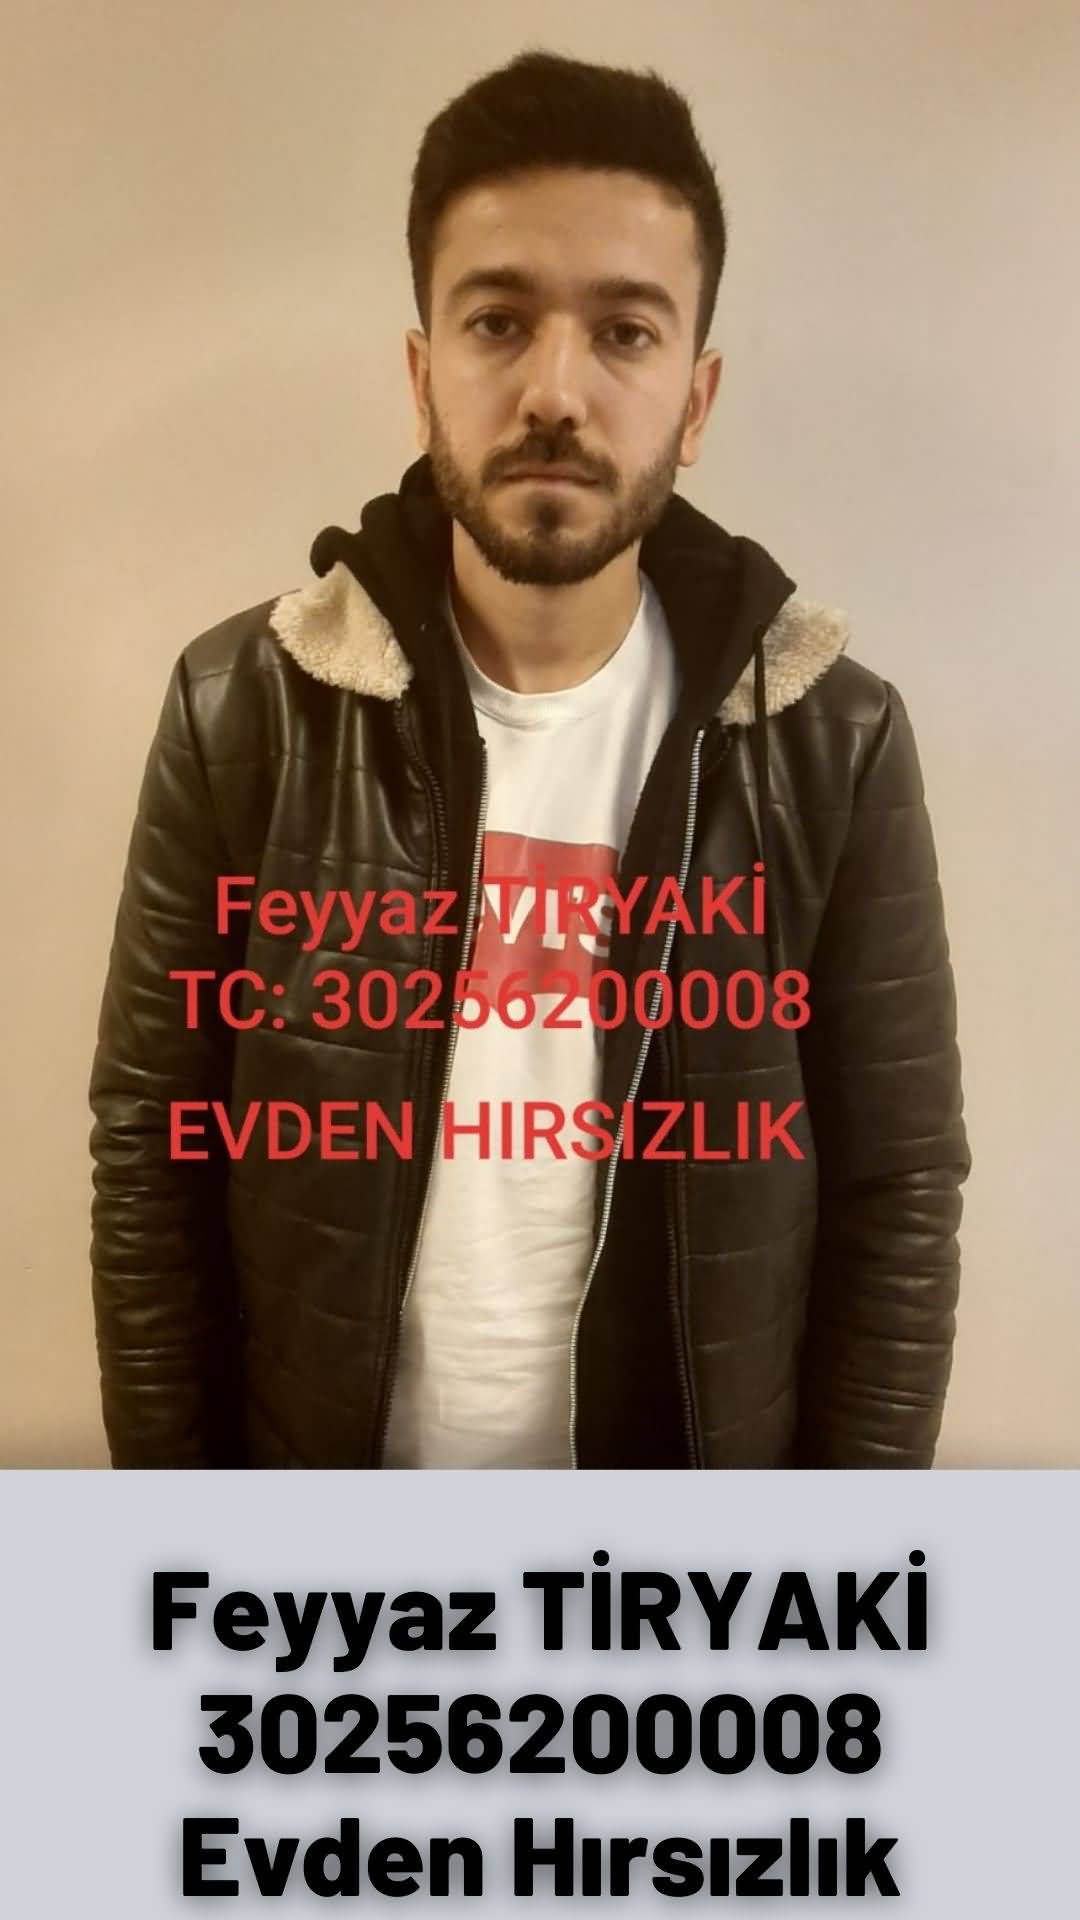 Feyyaz TİRYAKİ
TC: 30256200008
EVDEN HIRSIZLIK
Feyyaz TİRYAKİ
30256200008
Evden Hırsızlık